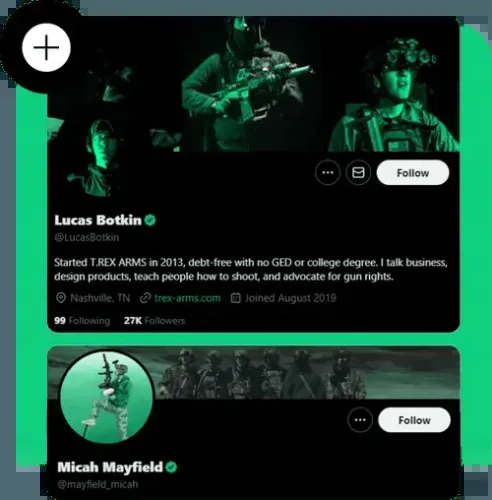 Follow
Lucas Botkin
@LucasBotkin
Started T.REX ARMS in 2013, debt-free with no GED or college degree. I talk business,
design products, teach people how to shoot, and advocate for gun rights.
Nashville, TN trex-arms.com Joined August 2019
99 Following 27K Followers
Follow
Micah Mayfield
@mayfield_micah